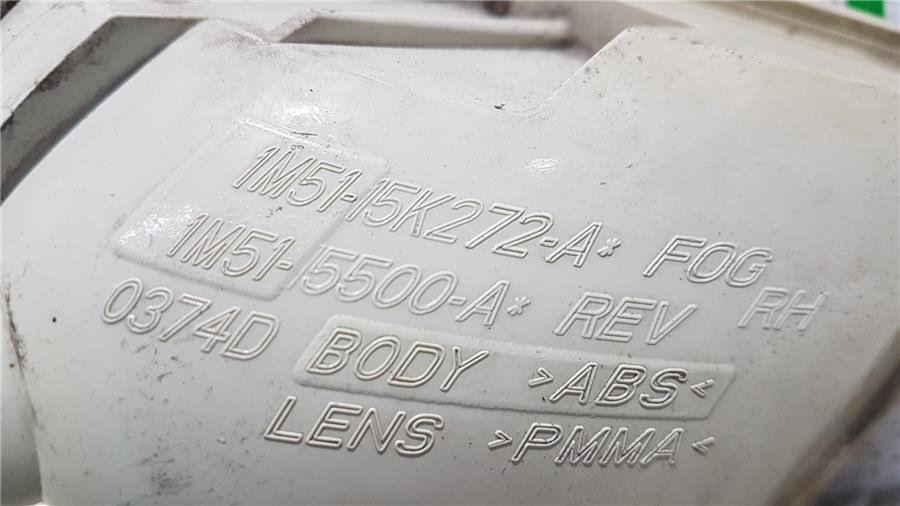 1M51-15K272-A* FOG
1M51-15500-A* REV RH
0374D BODY >ABS<
LENS >PMMA<